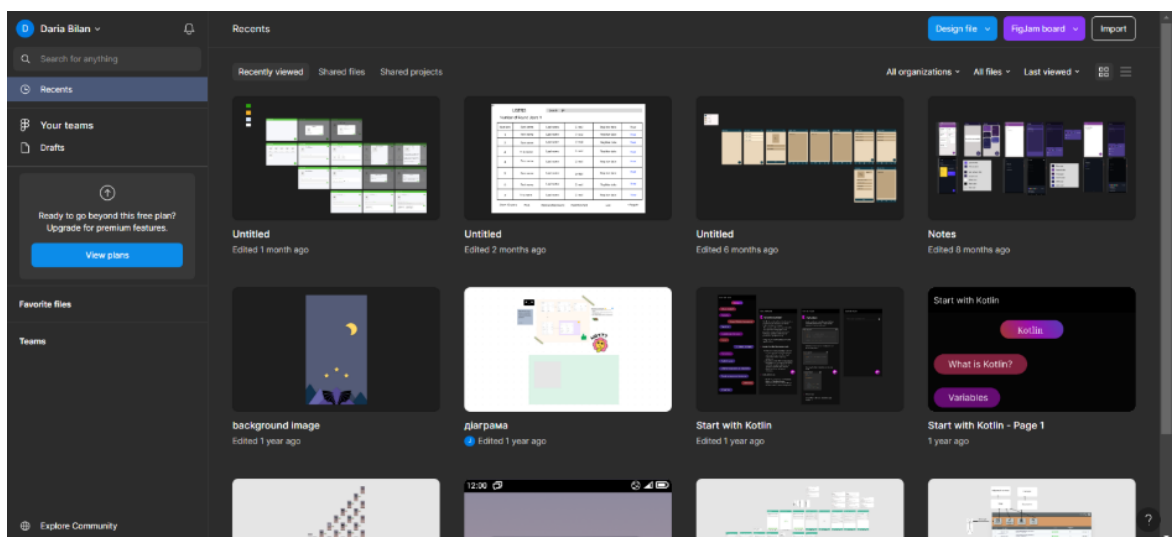 D Daria Bilan
Recents
Design file
FigJam board
Import
Search for anything
Recently viewed Shared files Shared projects
All organizations All files Last viewed
Recents
Your teams
Drafts
Ready to go beyond this free plan?
Upgrade for premium features.
View plans
Favorite files
Teams
Explore Community
Untitled
Edited 1 month ago
Untitled
Edited 2 months ago
Untitled
Edited 6 months ago
Notes
Edited 8 months ago
background image
Edited 1 year ago
діаграма
Edited 1 year ago
Start with Kotlin
Edited 1 year ago
Start with Kotlin
Kotlin
What is Kotlin?
Variables
Start with Kotlin - Page 1
1 year ago
12:00
?